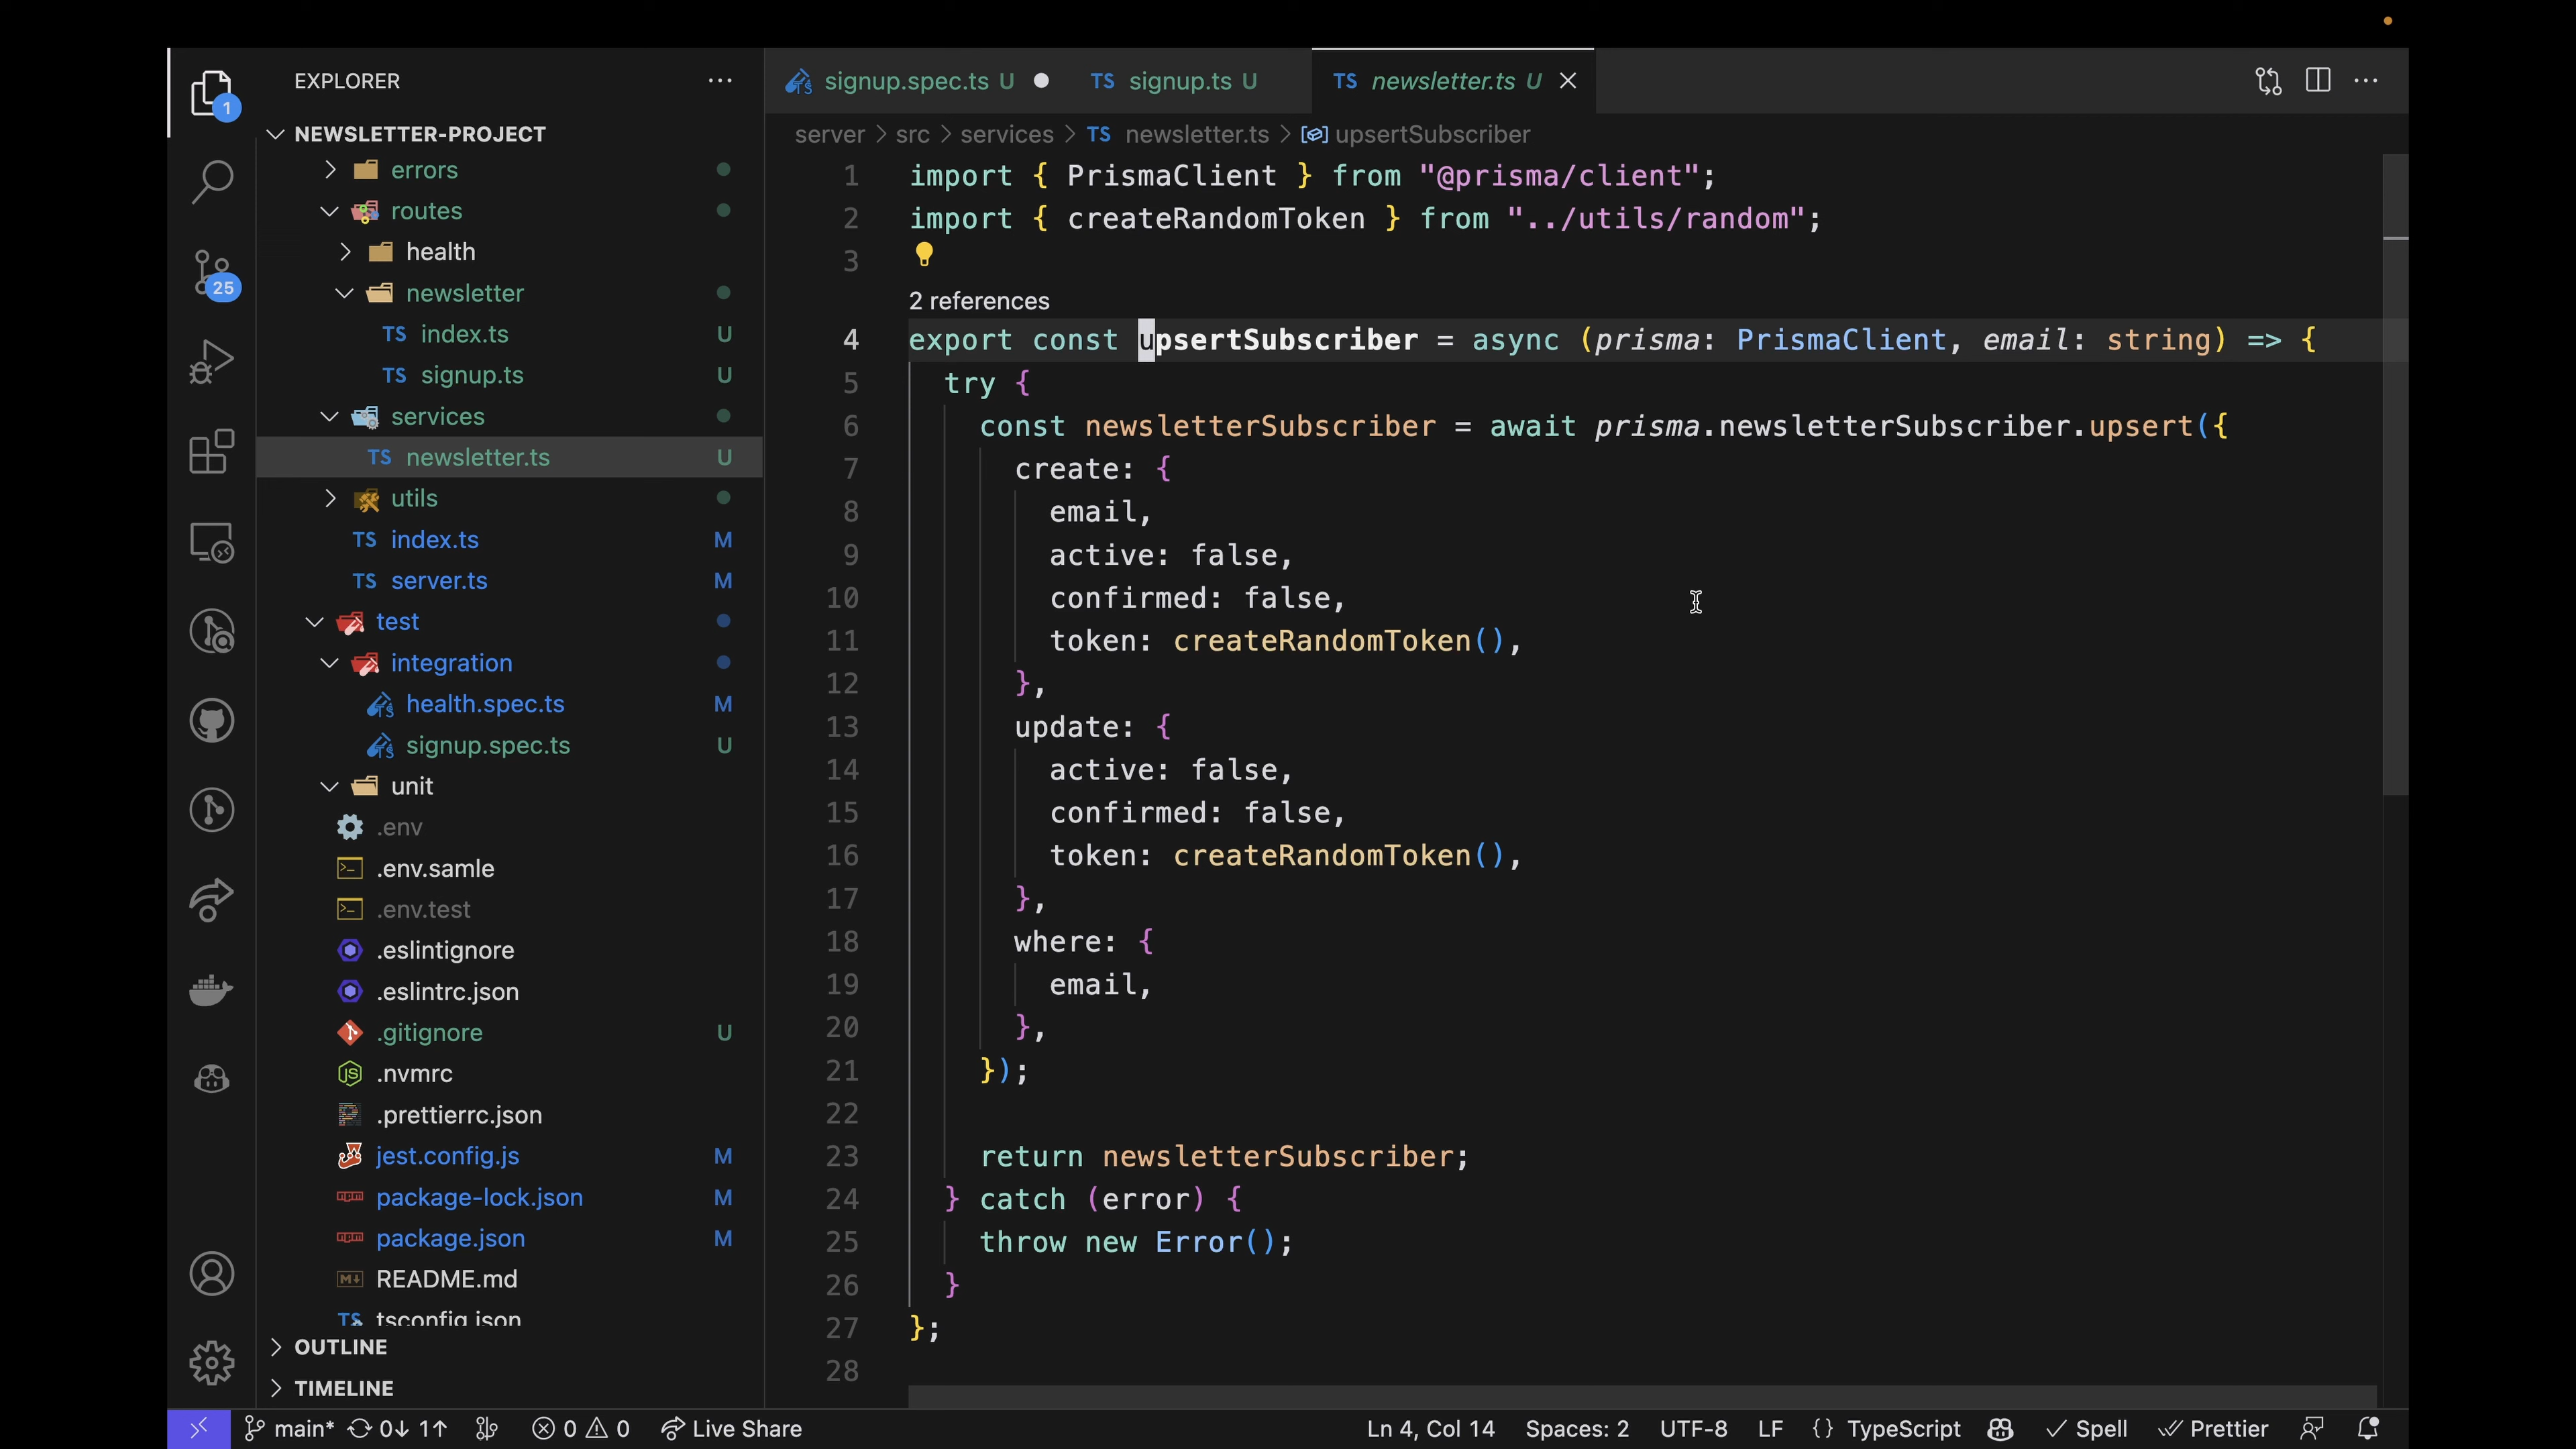 EXPLORER
signup.spec.ts U
TS signup.ts U
TS newsletter.ts U
1
NEWSLETTER-PROJECT
server > src > services > TS newsletter.ts > upsertSubscriber
errors
routes
health
newsletter
TS index.ts U
TS signup.ts U
services
TS newsletter.ts U
utils
TS index.ts M
TS server.ts M
test
integration
health.spec.ts M
signup.spec.ts U
unit
.env
.env.samle
.env.test
.eslintignore
.eslintrc.json
.gitignore U
.nvmrc
.prettierrc.json
jest.config.js M
package-lock.json M
package.json M
README.md
tsconfig.json
OUTLINE
TIMELINE
25
1 import { PrismaClient } from "@prisma/client";
2 import { createRandomToken } from "../utils/random";
3
2 references
4 export const upsertSubscriber = async (prisma: PrismaClient, email: string) => {
5 try {
6 const newsletterSubscriber = await prisma.newsletterSubscriber.upsert({
7 create: {
8 email,
9 active: false,
10 confirmed: false,
11 token: createRandomToken(),
12 },
13 update: {
14 active: false,
15 confirmed: false,
16 token: createRandomToken(),
17 },
18 where: {
19 email,
20 },
21 });
22
23 return newsletterSubscriber;
24 } catch (error) {
25 throw new Error();
26 }
27 };
28
main* 0↓ 1↑ 0 0 Live Share Ln 4, Col 14 Spaces: 2 UTF-8 LF {} TypeScript Spell Prettier